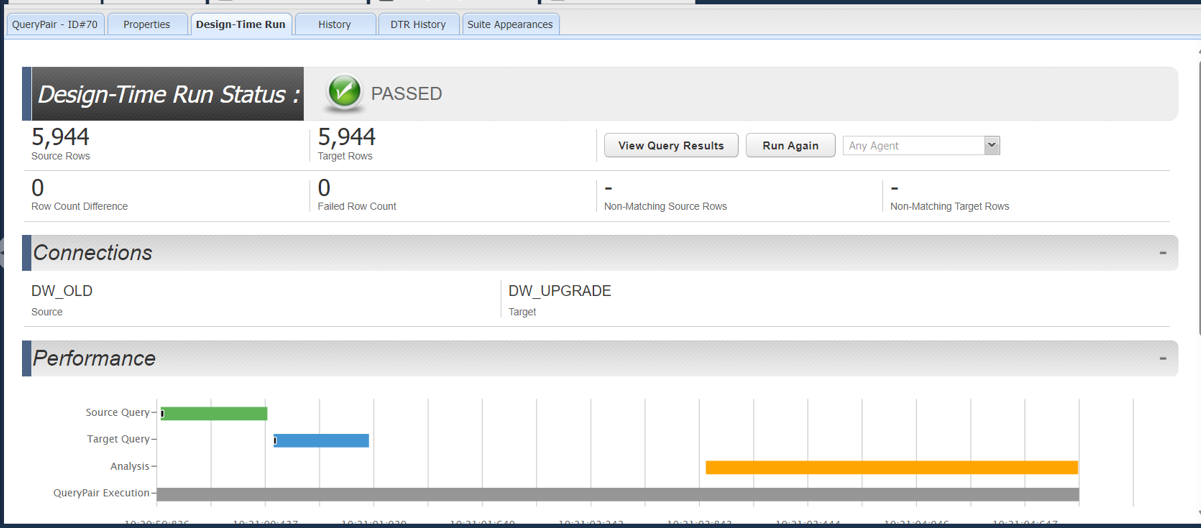 QueryPair - ID#70
Properties
Design-Time Run
History
DTR History
Suite Appearances
Design-Time Run Status :
PASSED
5,944
Source Rows
5,944
Target Rows
View Query Results
Run Again
Any Agent
0
Row Count Difference
0
Failed Row Count
-
Non-Matching Source Rows
-
Non-Matching Target Rows
Connections
-
DW_OLD
Source
DW_UPGRADE
Target
Performance
-
Source Query
Target Query
Analysis
QueryPair Execution